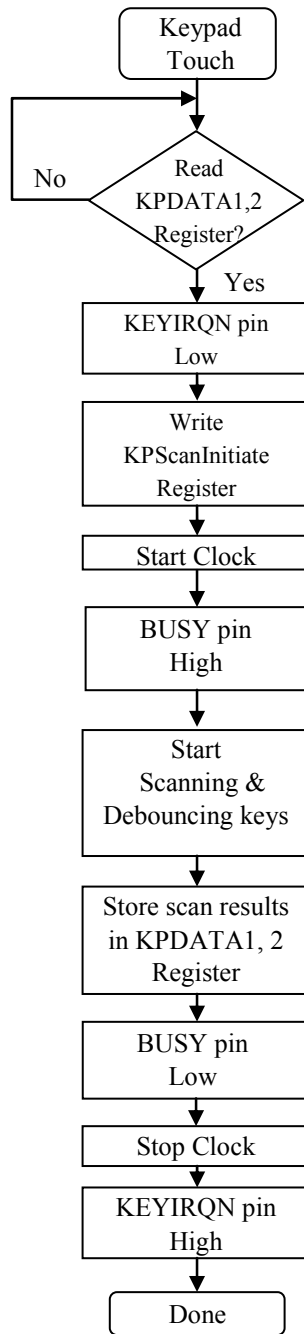 Keypad
Touch
No
Read
KPDATA1,2
Register?
Yes
KEYIRQN pin
Low
Write
KPScanInitiate
Register
Start Clock
BUSY pin
High
Start
Scanning &
Debouncing keys
Store scan results
in KPDATA1, 2
Register
BUSY pin
Low
Stop Clock
KEYIRQN pin
High
Done